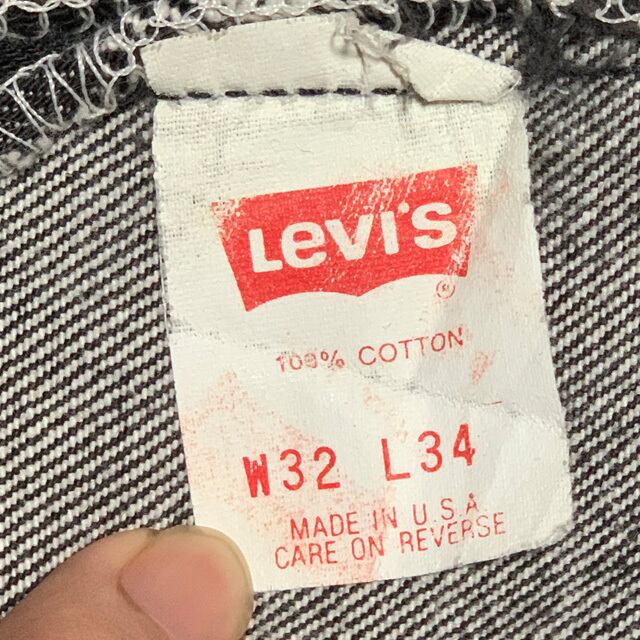 Levi's
®
100% COTTON
W32 L34
MADE IN U.S.A
CARE ON REVERSE